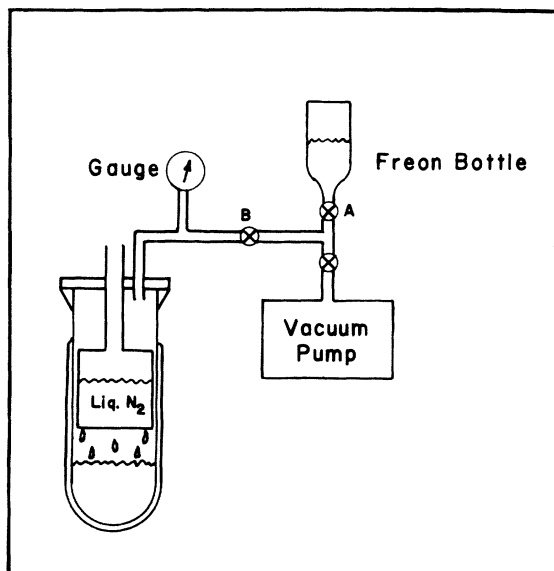 Gauge
Freon Bottle
A
B
Vacuum
Pump
Liq. N₂